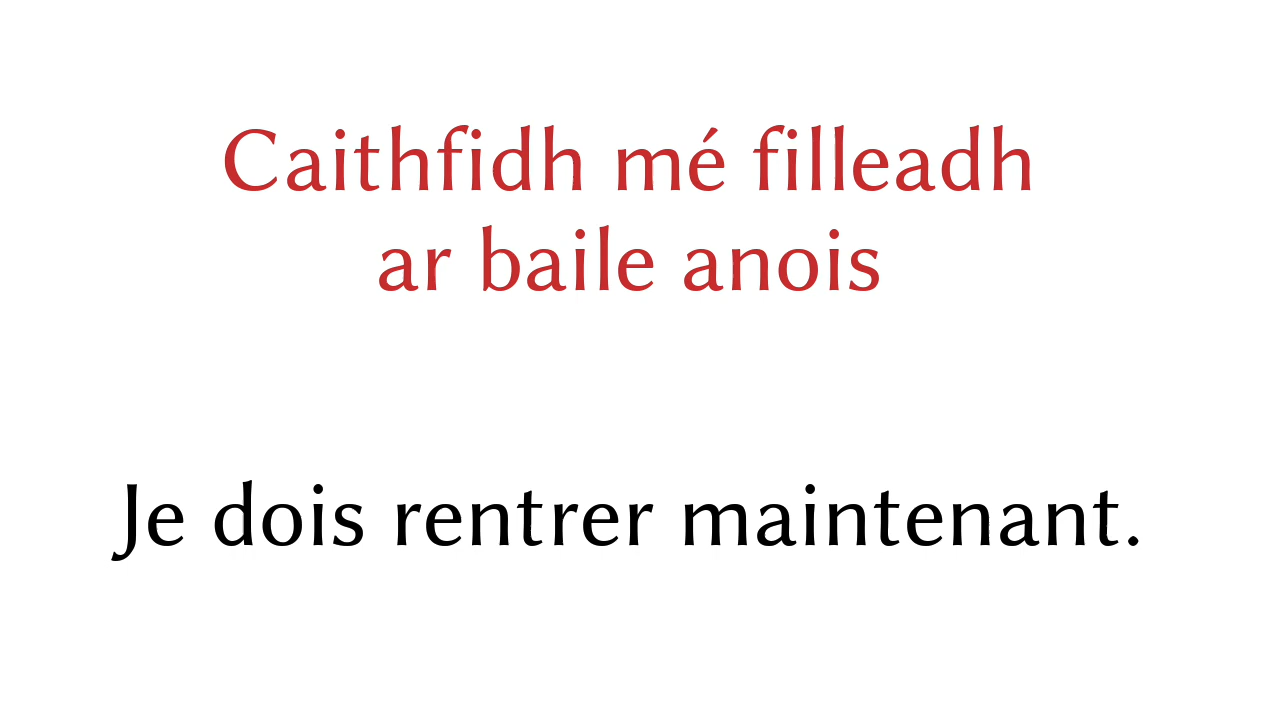 Caithfidh mé filleadh
ar baile anois
Je dois rentrer maintenant.